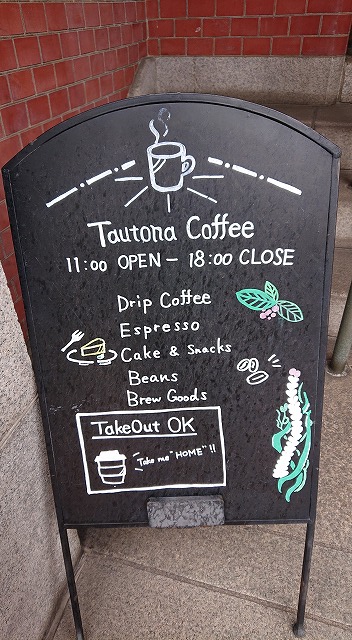 Tautona Coffee
11:00 OPEN - 18:00 CLOSE
Drip Coffee
Espresso
Cake & Snacks
Beans
Brew Goods
TakeOut OK
Take me "HOME"!!